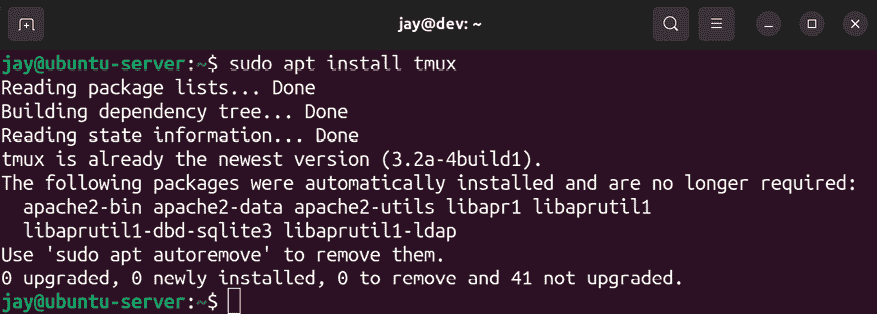 jay@dev: ~
jay@ubuntu-server:~$ sudo apt install tmux
Reading package lists... Done
Building dependency tree... Done
Reading state information... Done
tmux is already the newest version (3.2a-4build1).
The following packages were automatically installed and are no longer required:
  apache2-bin apache2-data apache2-utils libapr1 libaprutil1
  libaprutil1-dbd-sqlite3 libaprutil1-ldap
Use 'sudo apt autoremove' to remove them.
0 upgraded, 0 newly installed, 0 to remove and 41 not upgraded.
jay@ubuntu-server:~$